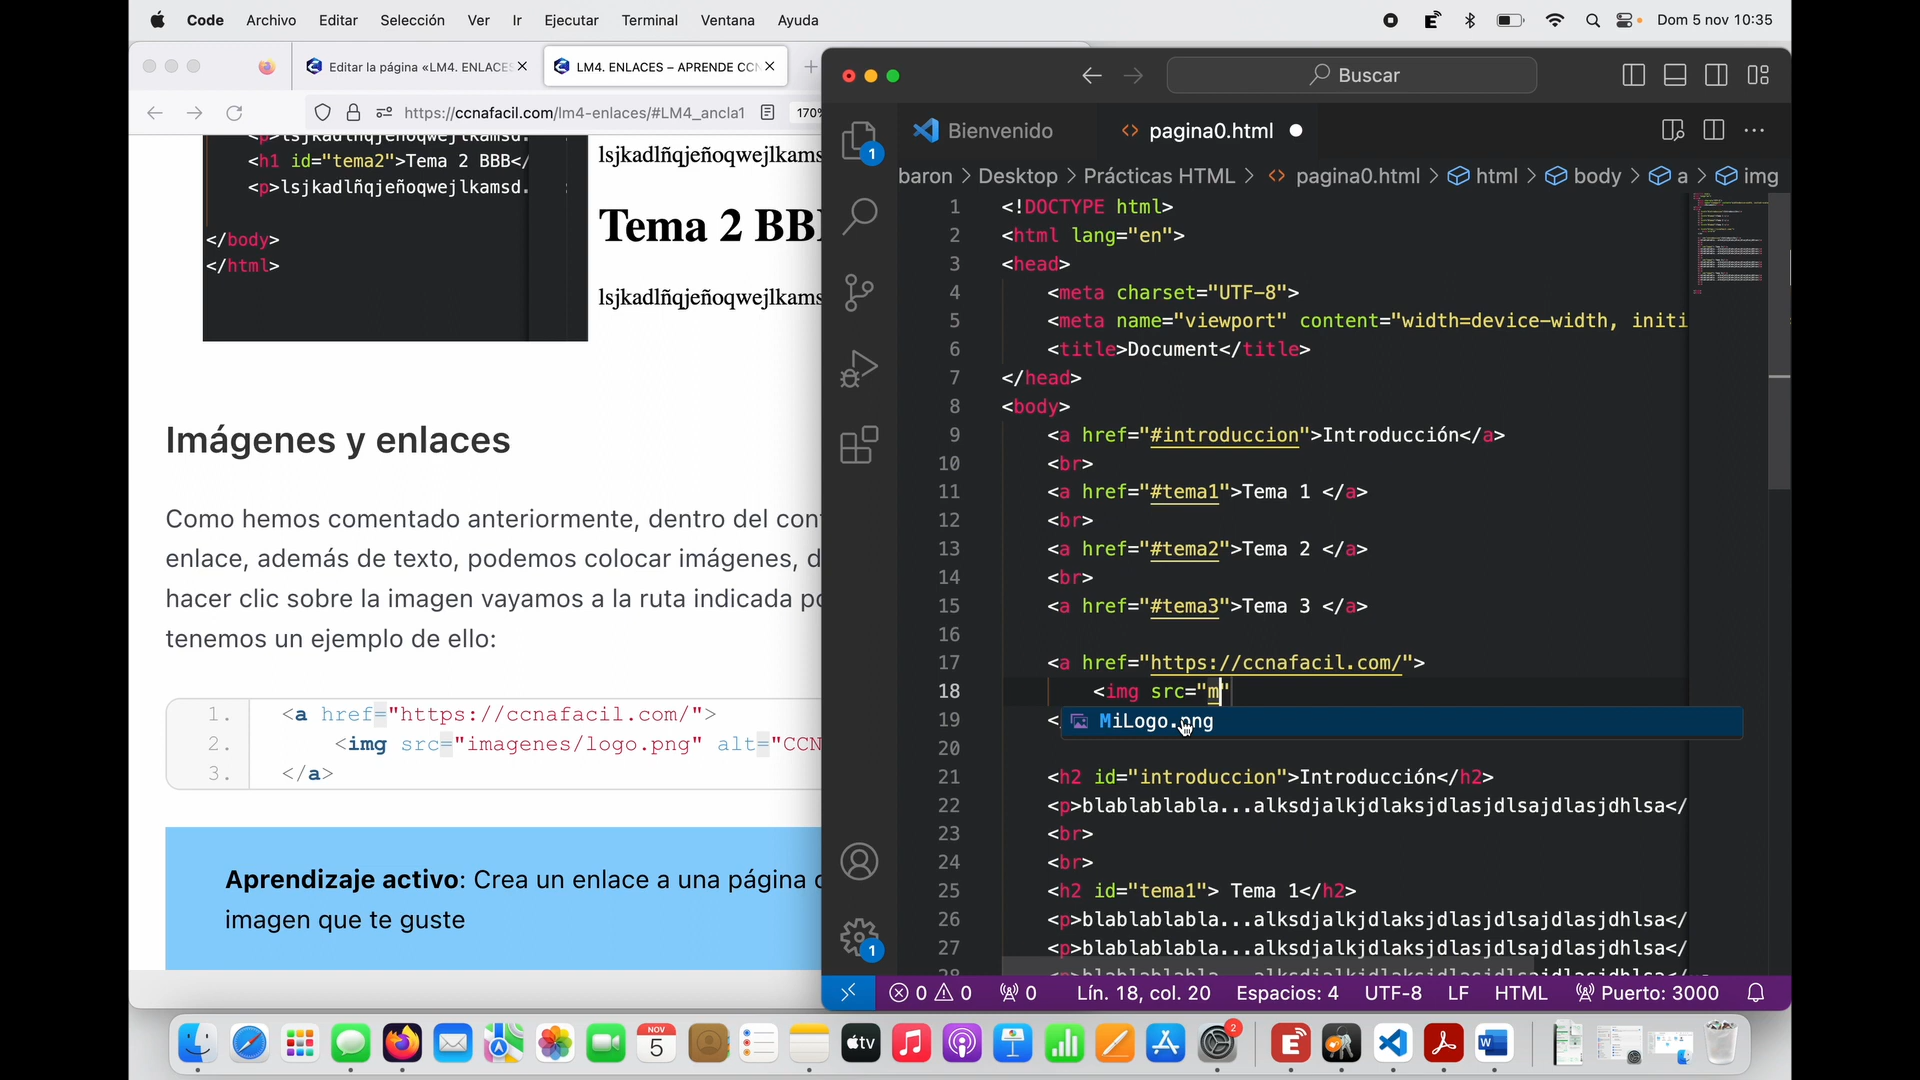 Code Archivo Editar Selección Ver Ir Ejecutar Terminal Ventana Ayuda Dom 5 nov 10:35
Editar la página «LM4. ENLACES
LM4. ENLACES – APRENDE CCN
https://ccnafacil.com/lm4-enlaces/#LM4_ancla1
170%
<p>lsjkadlñqjeñoqwejlkamsd.
<h1 id="tema2">Tema 2 BBB</
<p>lsjkadlñqjeñoqwejlkamsd.
</body>
</html>
lsjkadlñqjeñoqwejlkams
Tema 2 BB
lsjkadlñqjeñoqwejlkams
Imágenes y enlaces
Como hemos comentado anteriormente, dentro del con
enlace, además de texto, podemos colocar imágenes, d
hacer clic sobre la imagen vayamos a la ruta indicada p
tenemos un ejemplo de ello:
1. <a href="https://ccnafacil.com/">
2. <img src="imagenes/logo.png" alt="CCN
3. </a>
Aprendizaje activo: Crea un enlace a una página
imagen que te guste
Buscar
1
Bienvenido
pagina0.html
baron > Desktop > Prácticas HTML > pagina0.html > html > body > a > img
1 <!DOCTYPE html>
2 <html lang="en">
3 <head>
4 <meta charset="UTF-8">
5 <meta name="viewport" content="width=device-width, initi
6 <title>Document</title>
7 </head>
8 <body>
9 <a href="#introduccion">Introducción</a>
10 <br>
11 <a href="#tema1">Tema 1 </a>
12 <br>
13 <a href="#tema2">Tema 2 </a>
14 <br>
15 <a href="#tema3">Tema 3 </a>
16
17 <a href="https://ccnafacil.com/">
18 <img src="m"
19 <
MiLogo.png
20
21 <h2 id="introduccion">Introducción</h2>
22 <p>blablablabla...alksdjalkjdlaksjdlasjdlsajdlasjdhlsa</
23 <br>
24 <br>
25 <h2 id="tema1"> Tema 1</h2>
26 <p>blablablabla...alksdjalkjdlaksjdlasjdlsajdlasjdhlsa</
27 <p>blablablabla...alksdjalkjdlaksjdlasjdlsajdlasjdhlsa</
1
0 0 0 Lín. 18, col. 20 Espacios: 4 UTF-8 LF HTML Puerto: 3000
NOV
5
tv
2